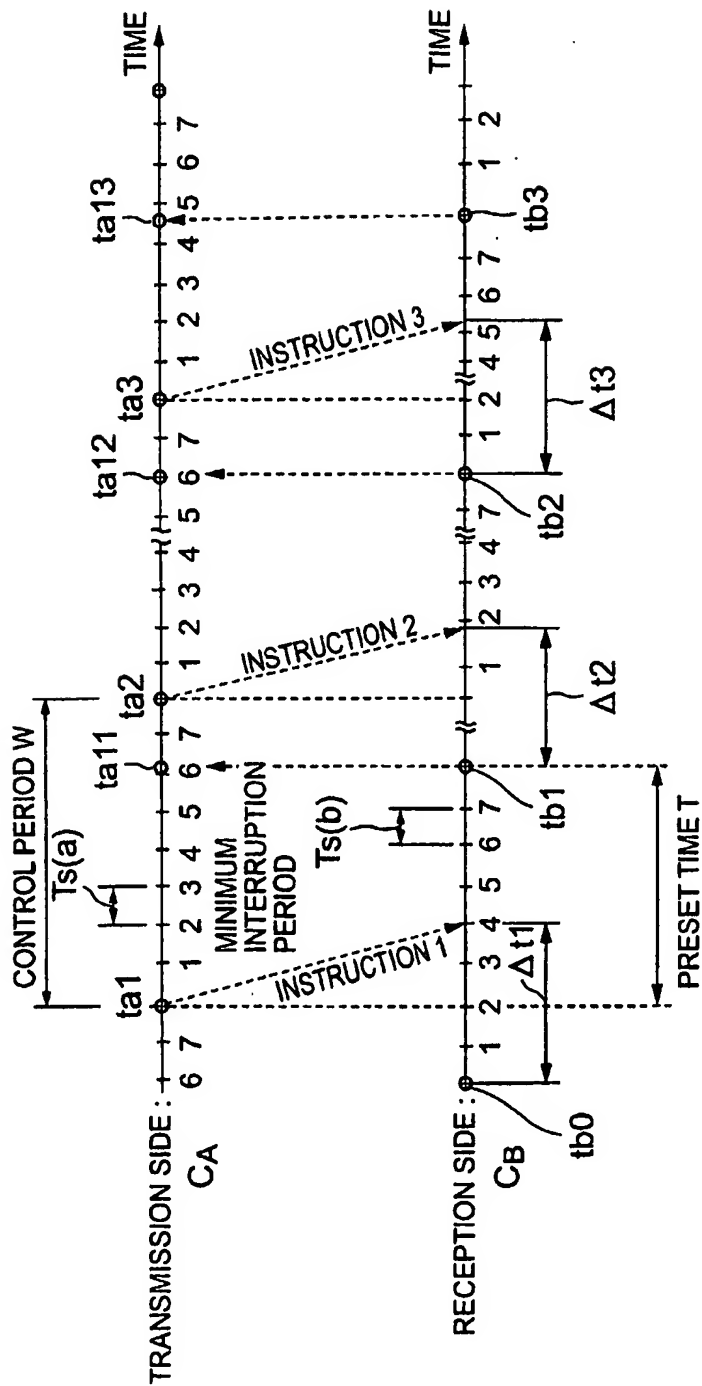 CONTROL PERIOD W
Ts(a)
ta1 ta11 ta2 ta12 ta3 ta13
TIME
TRANSMISSION SIDE :
CA
6 7 1 2 3 4 5 6 7 1 2 3 4 5 6 7 1 2 3 4 5 6 7
MINIMUM
INTERRUPTION
PERIOD
INSTRUCTION 1
INSTRUCTION 2
INSTRUCTION 3
Ts(b)
TIME
RECEPTION SIDE :
CB
1 2 3 4 5 6 7 1 2 3 4 7 1 2 4 5 6 7 1 2
tb0 tb1 tb2 tb3
Δt1
Δt2
Δt3
PRESET TIME T